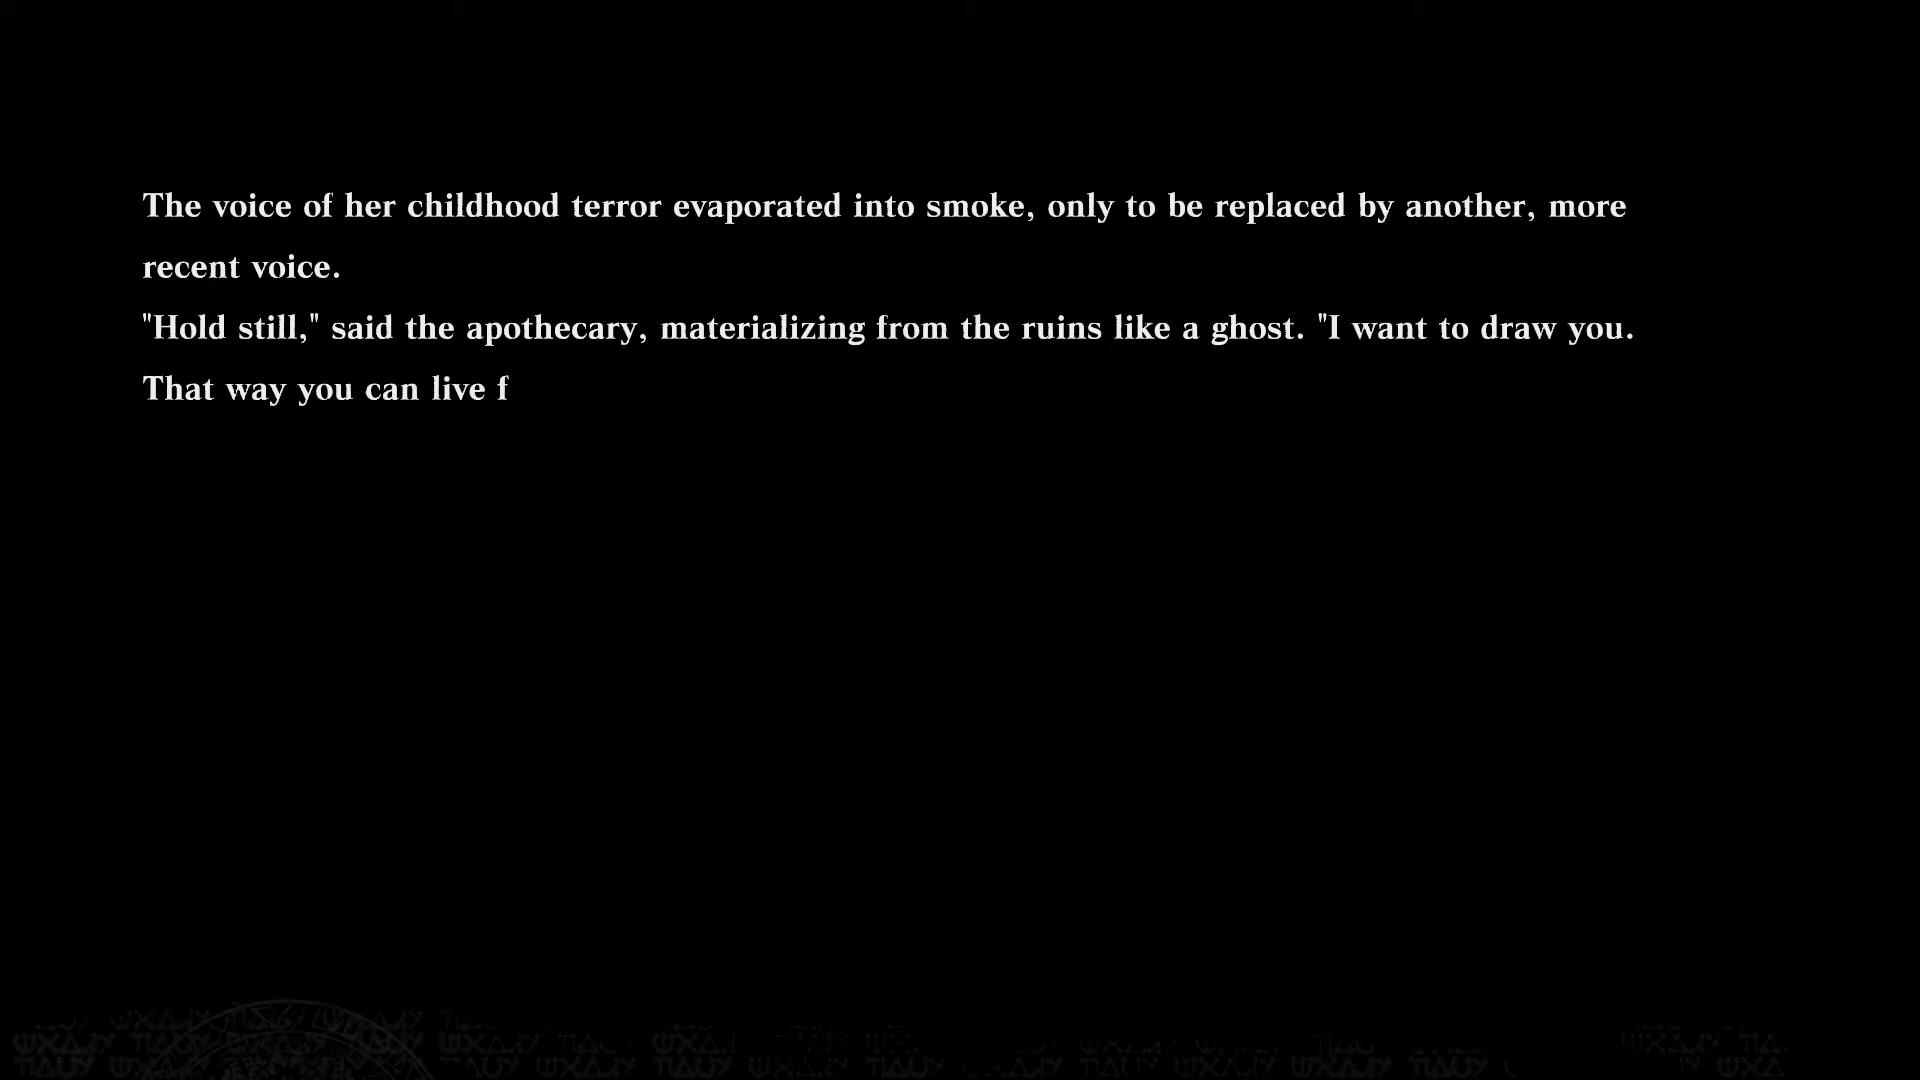 The voice of her childhood terror evaporated into smoke, only to be replaced by another, more
recent voice.
"Hold still," said the apothecary, materializing from the ruins like a ghost. "I want to draw you.
That way you can live f